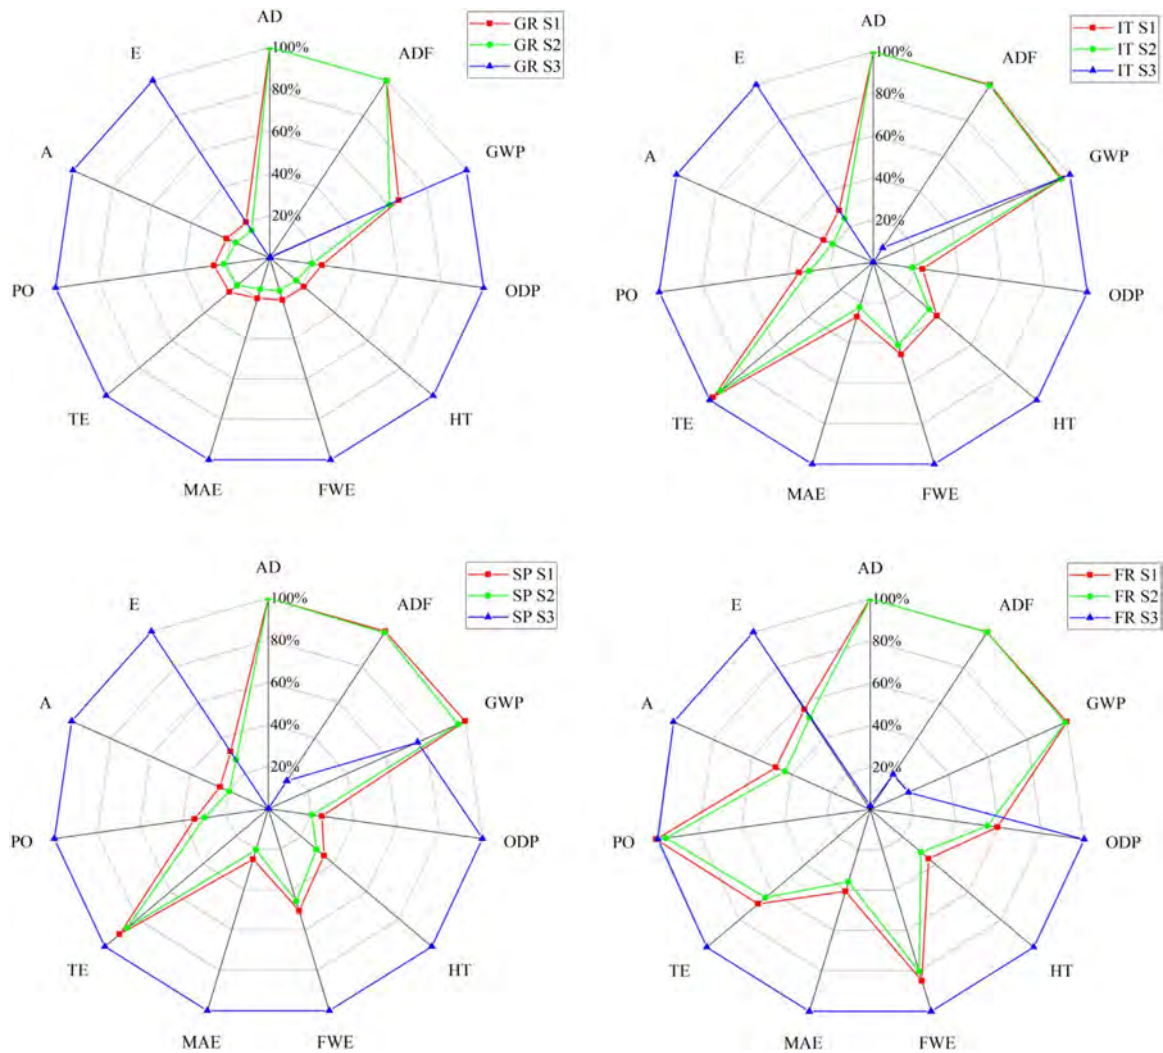 AD
100%
80%
60%
40%
20%
ADF
GWP
ODP
HT
FWE
MAE
TE
PO
A
E
GR S1
GR S2
GR S3
AD
100%
80%
60%
40%
20%
ADF
GWP
ODP
HT
FWE
MAE
TE
PO
A
E
IT S1
IT S2
IT S3
AD
100%
80%
60%
40%
20%
ADF
GWP
ODP
HT
FWE
MAE
TE
PO
A
E
SP S1
SP S2
SP S3
AD
100%
80%
60%
40%
20%
ADF
GWP
ODP
HT
FWE
MAE
TE
PO
A
E
FR S1
FR S2
FR S3